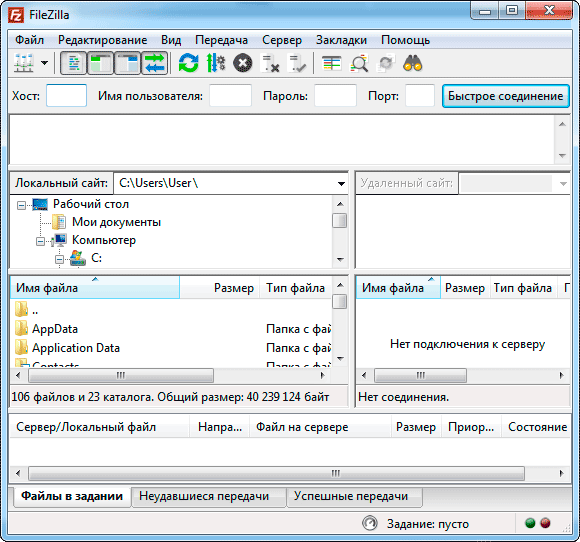 FileZilla
Файл Редактирование Вид Передача Сервер Закладки Помощь
Хост: Имя пользователя: Пароль: Порт: Быстрое соединение
Локальный сайт: C:\Users\User\ Удаленный сайт:
Рабочий стол
Мои документы
Компьютер
C:
Имя файла Размер Тип файла Имя файла Размер Тип файла П
..
AppData Папка с фай
Нет подключения к серверу
Application Data Папка с фай
Contacts Папка с фай
106 файлов и 23 каталога. Общий размер: 40 239 124 байт Нет соединения.
Сервер/Локальный файл Напра... Файл на сервере Размер Приор... Состояние
Файлы в задании Неудавшиеся передачи Успешные передачи
Задание: пусто